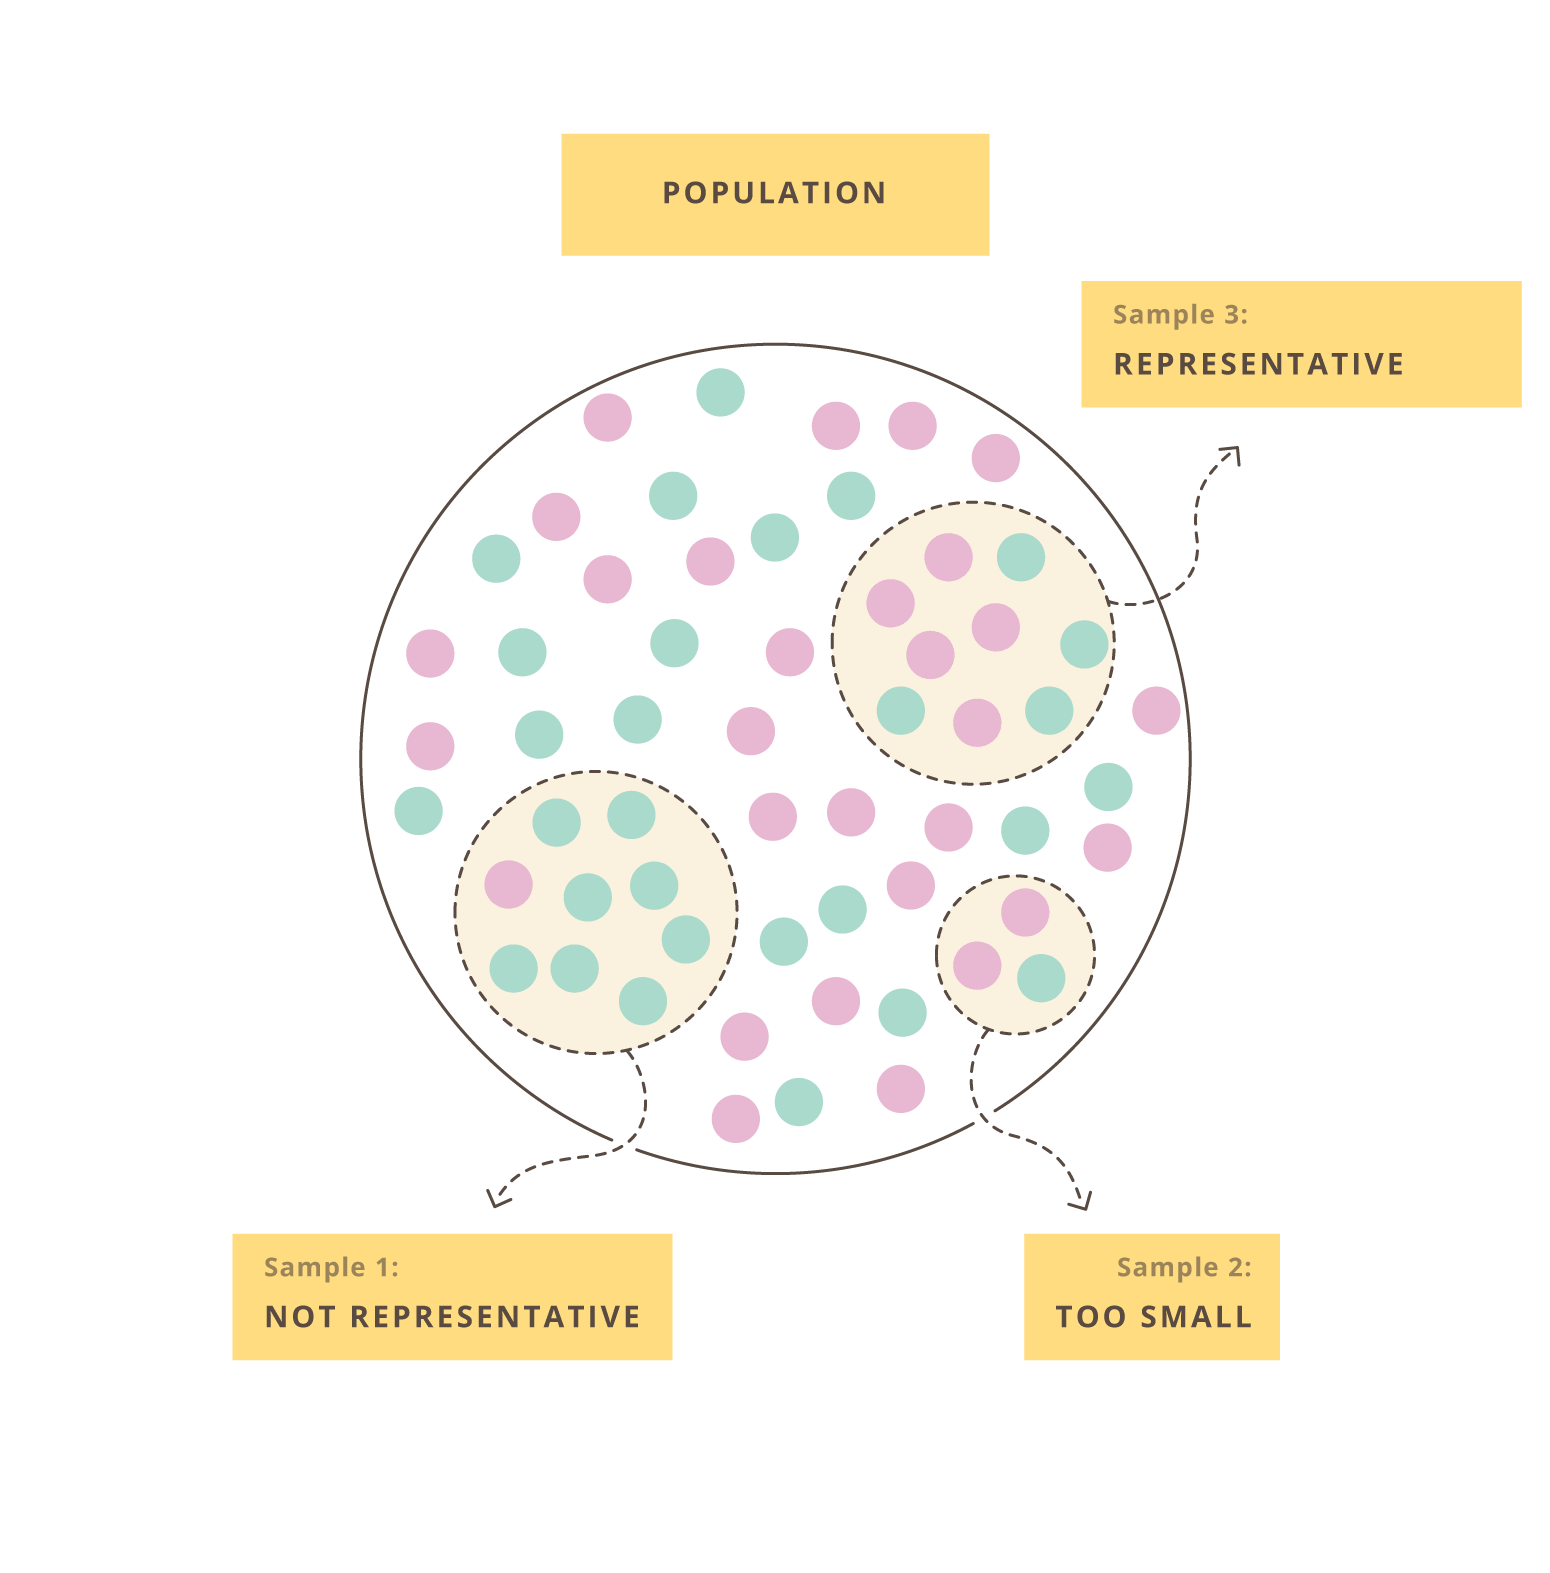 POPULATION
Sample 3:
REPRESENTATIVE
Sample 1:
NOT REPRESENTATIVE
Sample 2:
TOO SMALL